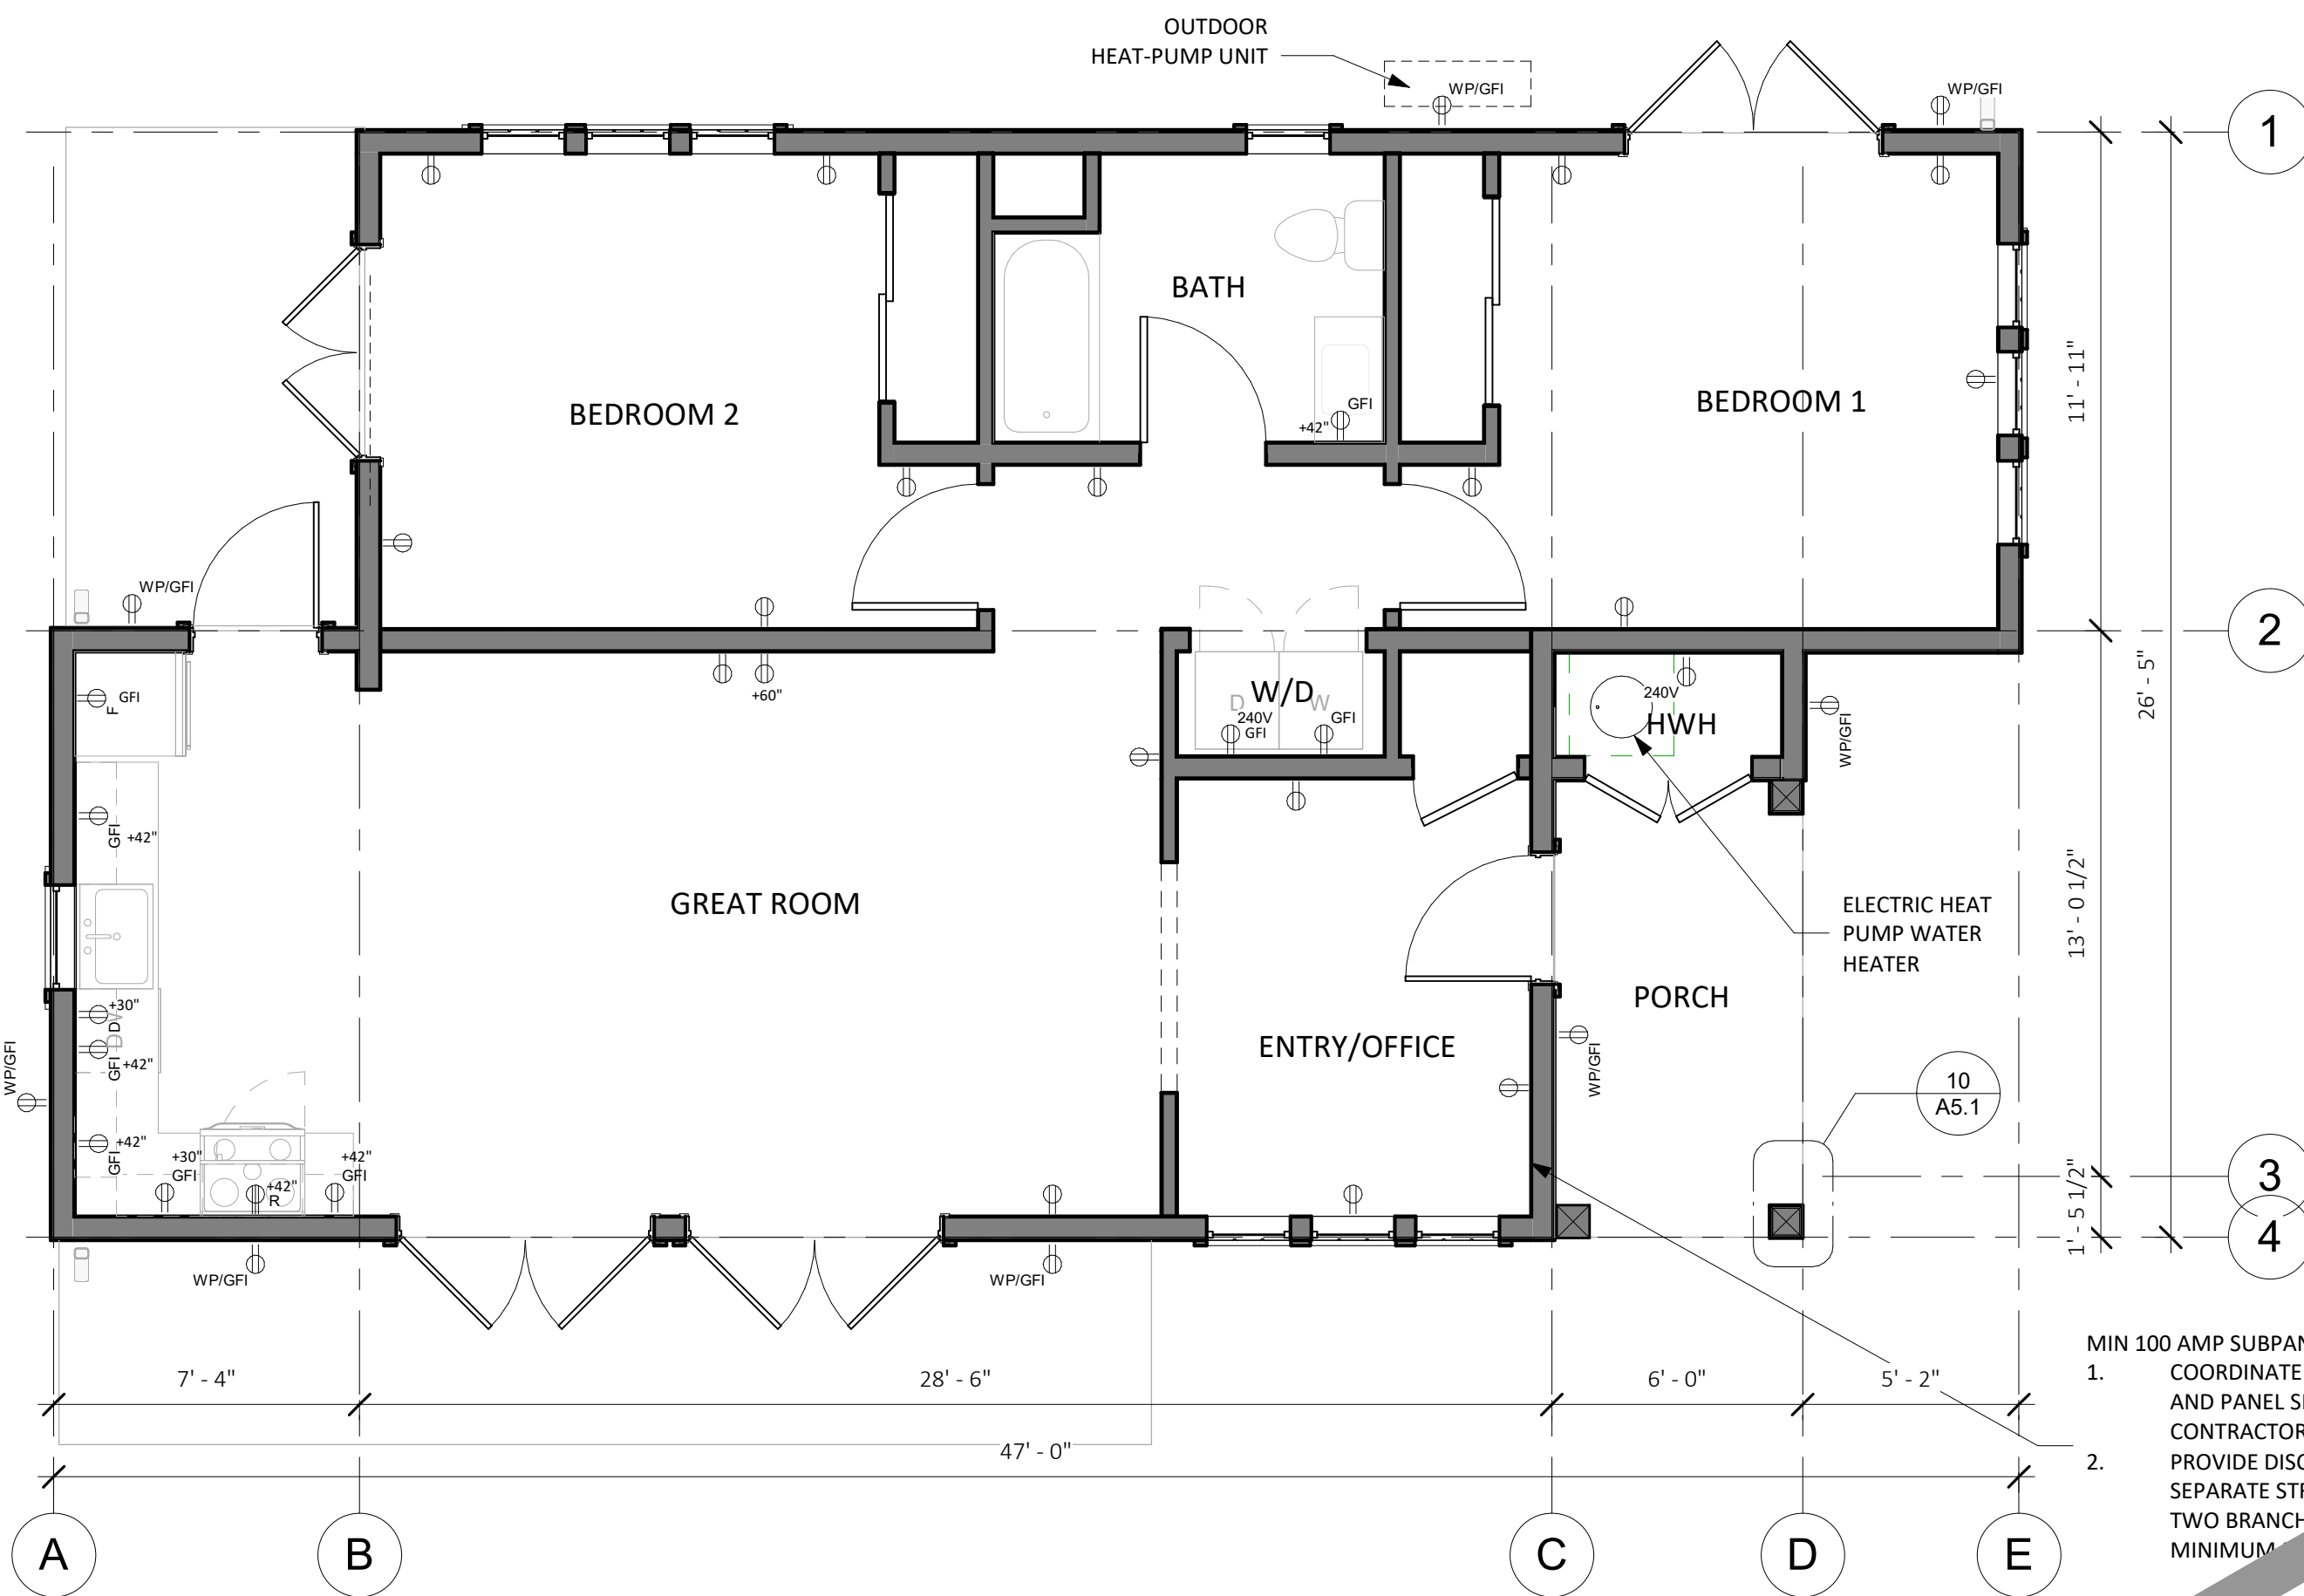 OUTDOOR
HEAT-PUMP UNIT
WP/GFI
WP/GFI
1
BATH
BEDROOM 2
BEDROOM 1
11' - 11"
GFI
+42"
WP/GFI
2
26' - 5"
+60"
GFI
F
D
W/D
W
240V
GFI
GFI
240V
HWH
WP/GFI
GFI
+42"
GREAT ROOM
ELECTRIC HEAT
PUMP WATER
HEATER
13' - 0 1/2"
PORCH
+30"
D
DW
GFI
+42"
ENTRY/OFFICE
WP/GFI
WP/GFI
10
A5.1
GFI
+42"
+30"
GFI
+42"
R
+42"
GFI
3
1' - 5 1/2"
4
WP/GFI
WP/GFI
MIN 100 AMP
1.
COORDINATE
AND PANEL
CONTRACTOR
2.
PROVIDE
SEPARATE
TWO BRANCH
MINIMUM
7' - 4"
28' - 6"
6' - 0"
5' - 2"
47' - 0"
A
B
C
D
E